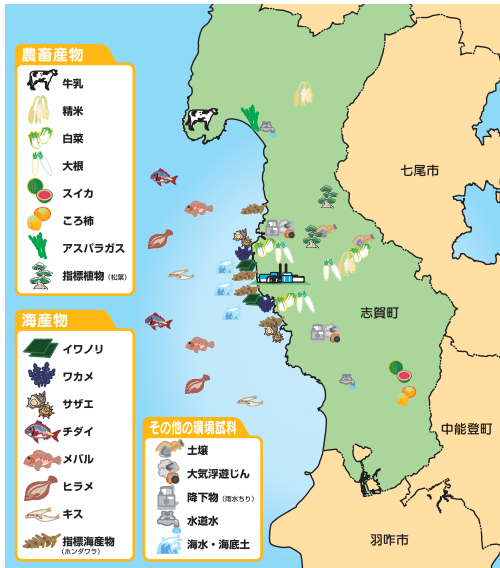 農畜産物
牛乳
精米
白菜
大根
スイカ
ころ柿
アスパラガス
指標植物（松葉）
海産物
イワノリ
ワカメ
サザエ
チダイ
メバル
ヒラメ
キス
指標海産物
（ホンダワラ）
その他の環境試料
土壌
大気浮遊じん
降下物（雨水ちり）
水道水
海水・海底土
七尾市
志賀町
中能登町
羽咋市